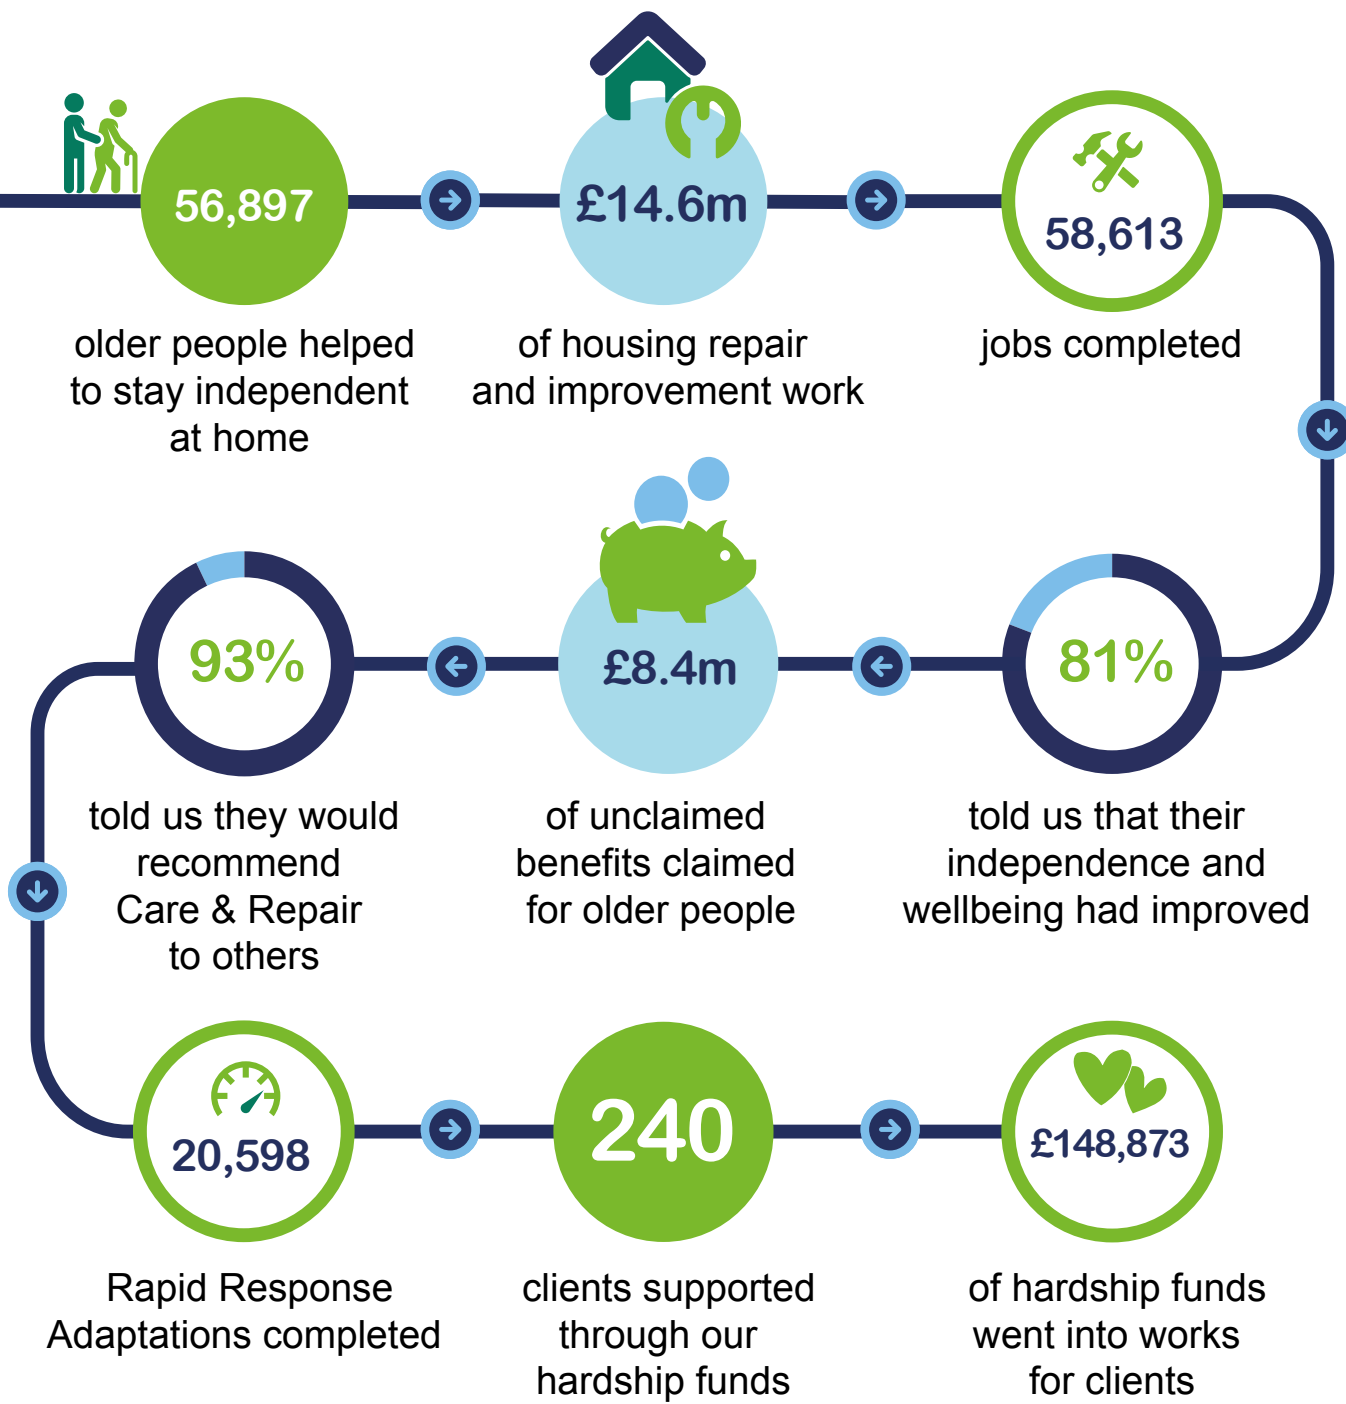 56,897
older people helped
to stay independent
at home
£14.6m
of housing repair
and improvement work
58,613
jobs completed
81%
told us that their
independence and
wellbeing had improved
£8.4m
of unclaimed
benefits claimed
for older people
93%
told us they would
recommend
Care & Repair
to others
20,598
Rapid Response
Adaptations completed
240
clients supported
through our
hardship funds
£148,873
of hardship funds
went into works
for clients